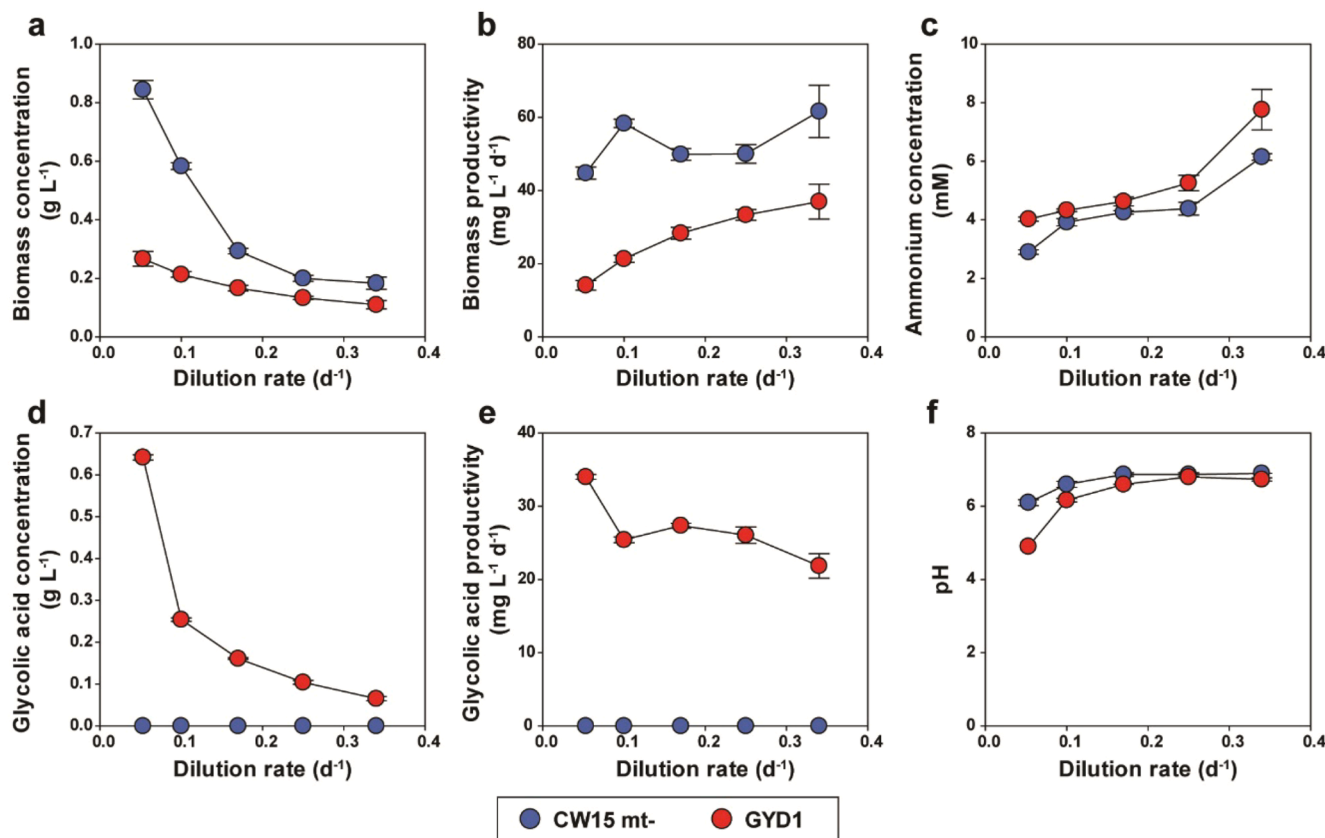 a
Biomass concentration
(g L⁻¹)
1.0
0.8
0.6
0.4
0.2
0.0
0.0 0.1 0.2 0.3 0.4
Dilution rate (d⁻¹)
b
Biomass productivity
(mg L⁻¹ d⁻¹)
80
60
40
20
0
0.0 0.1 0.2 0.3 0.4
Dilution rate (d⁻¹)
c
Ammonium concentration
(mM)
10
8
6
4
2
0
0.0 0.1 0.2 0.3 0.4
Dilution rate (d⁻¹)
d
Glycolic acid concentration
(g L⁻¹)
0.7
0.6
0.5
0.4
0.3
0.2
0.1
0.0
0.0 0.1 0.2 0.3 0.4
Dilution rate (d⁻¹)
e
Glycolic acid productivity
(mg L⁻¹ d⁻¹)
40
30
20
10
0
0.0 0.1 0.2 0.3 0.4
Dilution rate (d⁻¹)
f
pH
8
6
4
2
0
0.0 0.1 0.2 0.3 0.4
Dilution rate (d⁻¹)
CW15 mt- GYD1